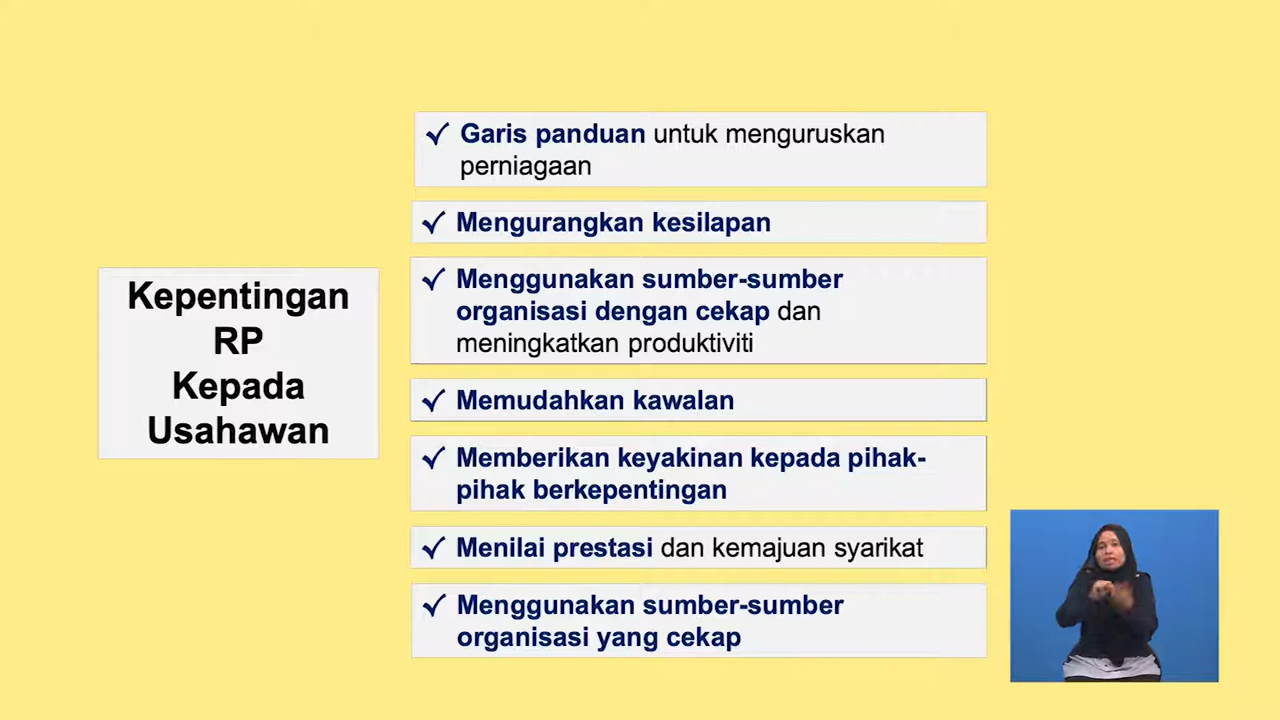 Kepentingan
RP
Kepada
Usahawan
✓ Garis panduan untuk menguruskan
perniagaan
✓ Mengurangkan kesilapan
✓ Menggunakan sumber-sumber
organisasi dengan cekap dan
meningkatkan produktiviti
✓ Memudahkan kawalan
✓ Memberikan keyakinan kepada pihak-
pihak berkepentingan
✓ Menilai prestasi dan kemajuan syarikat
✓ Menggunakan sumber-sumber
organisasi yang cekap